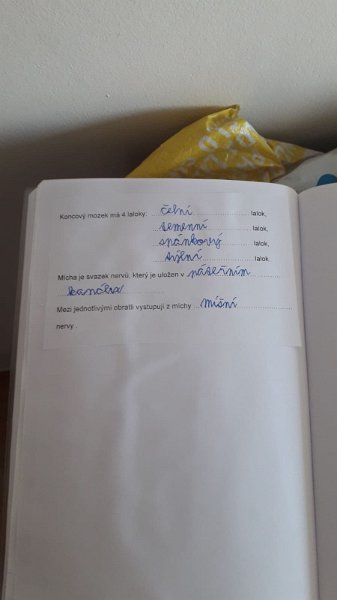 Koncový mozek má 4 laloky: čelní lalok,
temenní lalok,
spánkový lalok,
týlní lalok.
Mícha je svazek nervů, který je uložen v páteřním
kanálu
Mezi jednotlivými obratli vystupují z míchy míšní
nervy.